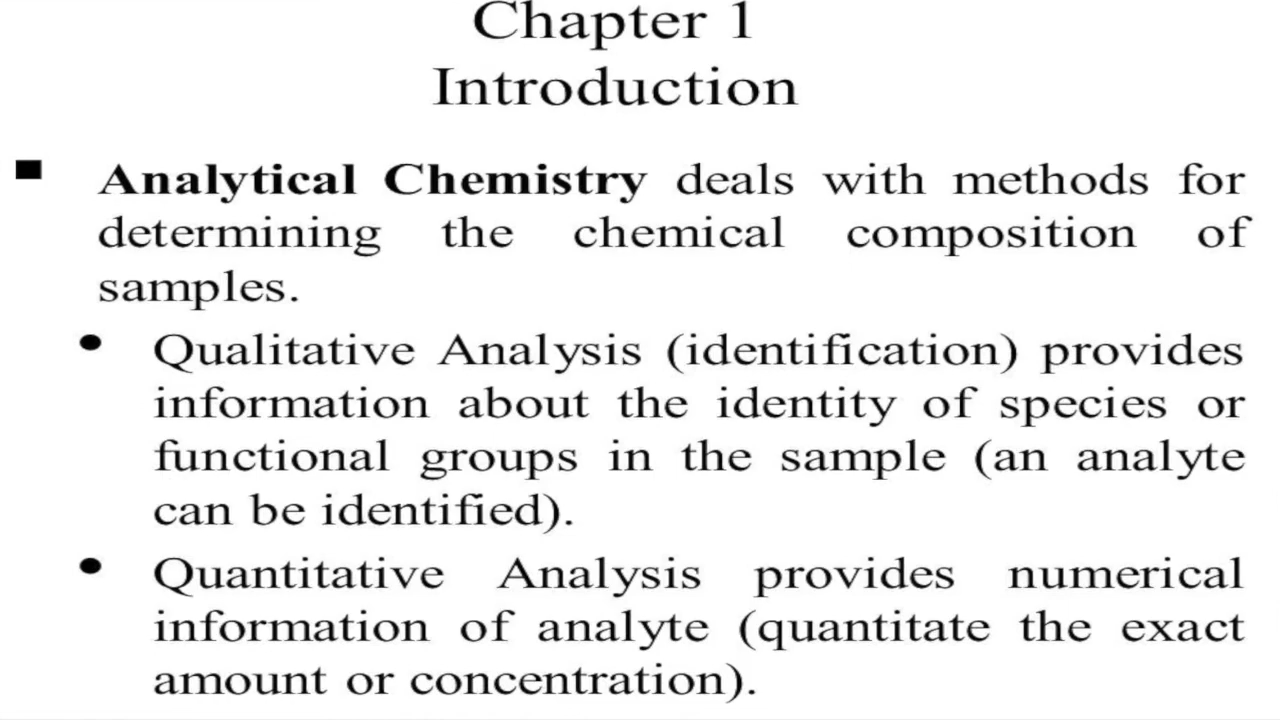 Chapter 1
Introduction
Analytical Chemistry deals with methods for
determining the chemical composition of
samples.
Qualitative Analysis (identification) provides
information about the identity of species or
functional groups in the sample (an analyte
can be identified).
Quantitative Analysis provides numerical
information of analyte (quantitate the exact
amount or concentration).